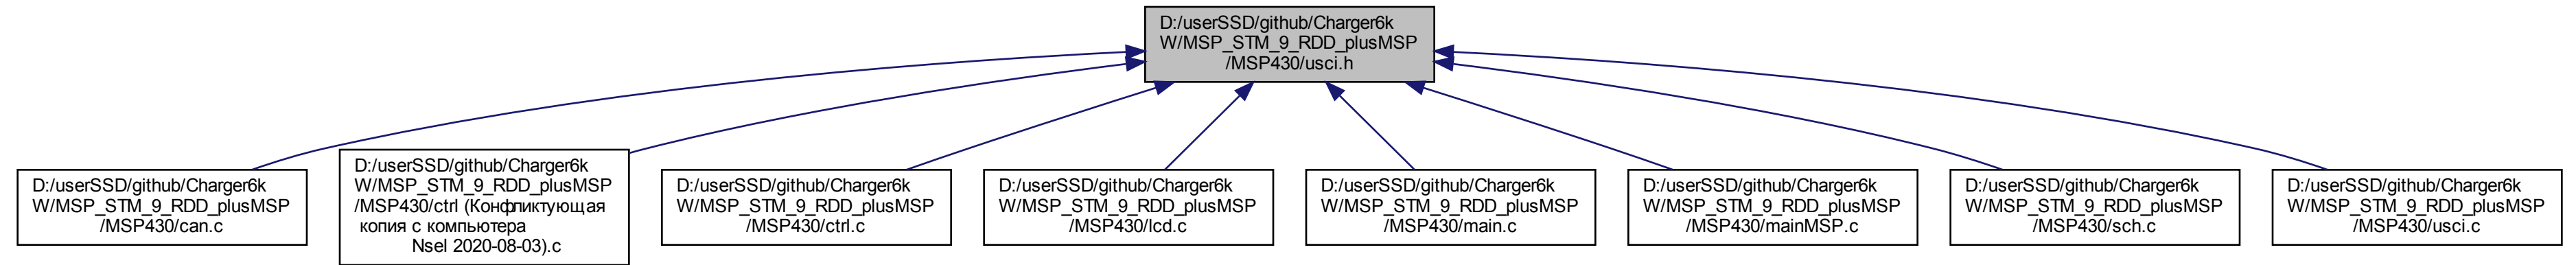 D:/userSSD/github/Charger6k
W/MSP_STM_9_RDD_plusMSP
/MSP430/usci.h
D:/userSSD/github/Charger6k
W/MSP_STM_9_RDD_plusMSP
/MSP430/can.c
D:/userSSD/github/Charger6k
W/MSP_STM_9_RDD_plusMSP
/MSP430/ctrl (Конфликтующая
копия с компьютера
Nsel 2020-08-03).c
D:/userSSD/github/Charger6k
W/MSP_STM_9_RDD_plusMSP
/MSP430/ctrl.c
D:/userSSD/github/Charger6k
W/MSP_STM_9_RDD_plusMSP
/MSP430/lcd.c
D:/userSSD/github/Charger6k
W/MSP_STM_9_RDD_plusMSP
/MSP430/main.c
D:/userSSD/github/Charger6k
W/MSP_STM_9_RDD_plusMSP
/MSP430/mainMSP.c
D:/userSSD/github/Charger6k
W/MSP_STM_9_RDD_plusMSP
/MSP430/sch.c
D:/userSSD/github/Charger6k
W/MSP_STM_9_RDD_plusMSP
/MSP430/usci.c